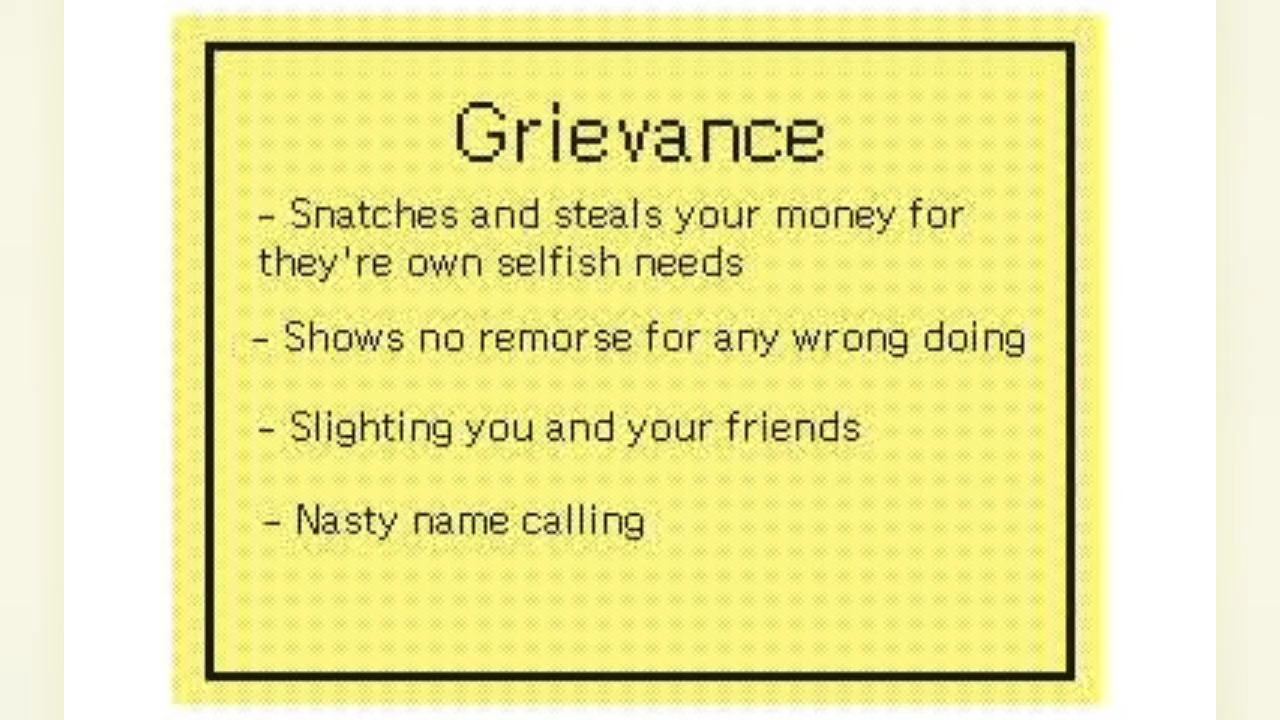 Grievance
- Snatches and steals your money for
they're own selfish needs
- Shows no remorse for any wrong doing
- Slighting you and your friends
- Nasty name calling